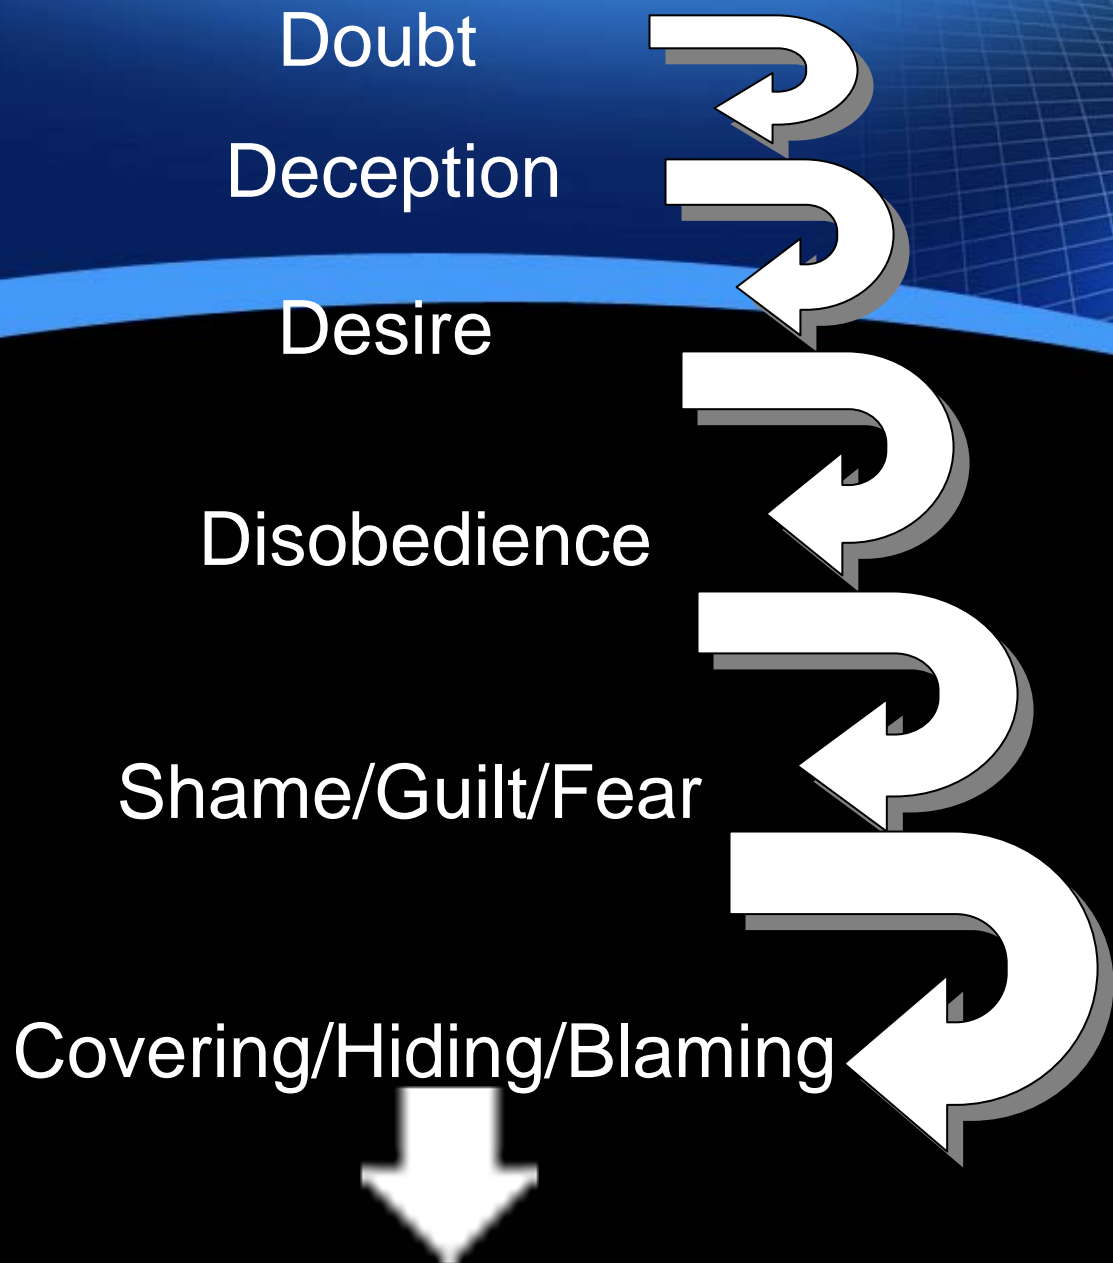 Doubt
Deception
Desire
Disobedience
Shame/Guilt/Fear
Covering/Hiding/Blaming